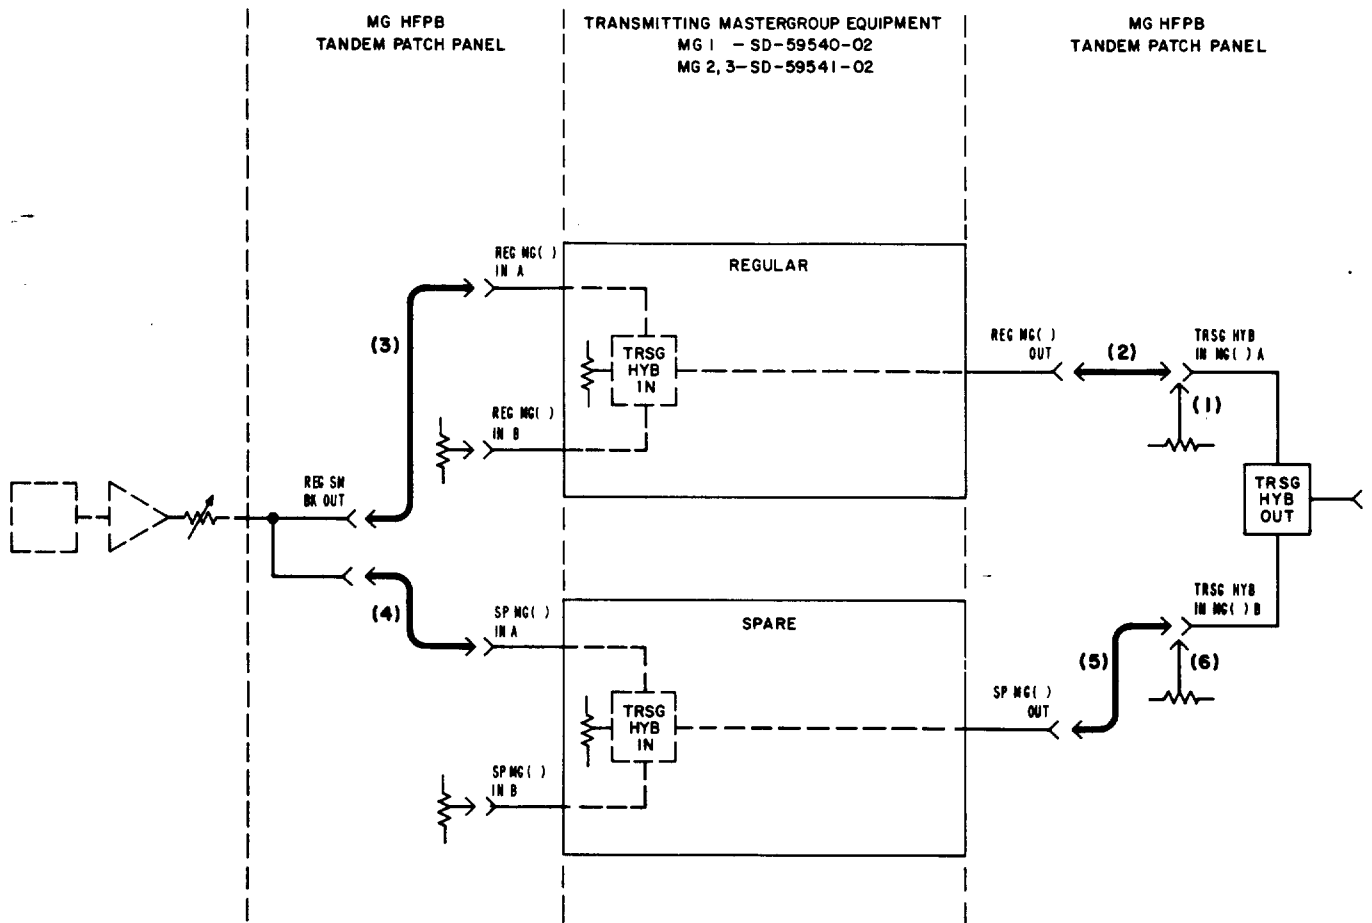 MG HFPB
TANDEM PATCH PANEL
TRANSMITTING MASTERGROUP EQUIPMENT
MG 1 - SD-59540-02
MG 2, 3-SD-59541-02
MG HFPB
TANDEM PATCH PANEL
REG MG( )
IN A
REGULAR
(3)
TRSG
HYB
IN
REG MG( )
OUT
(2)
TRSG HYB
IN MG( ) A
(1)
REG MG( )
IN B
REG SM
BK OUT
TRSG
HYB
OUT
(4)
SP MG( )
IN A
SPARE
TRSG HYB
IN MG( ) B
(5)
(6)
TRSG
HYB
IN
SP MG( )
OUT
SP MG( )
IN B